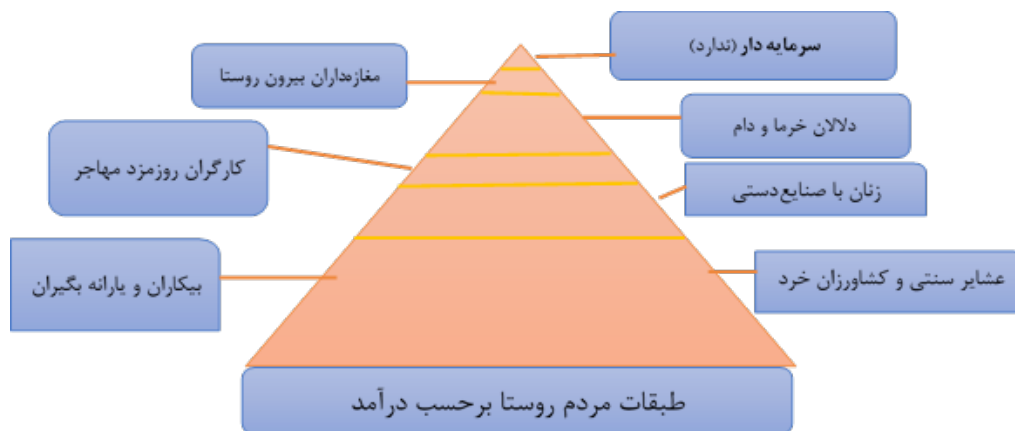 سرمایه دار (ندارد)
مغازه‌داران بیرون روستا
دلالان خرما و دام
کارگران روزمزد مهاجر
زنان با صنایع‌دستی
بیکاران و یارانه بگیران
عشایر سنتی و کشاورزان خرد
طبقات مردم روستا برحسب درآمد